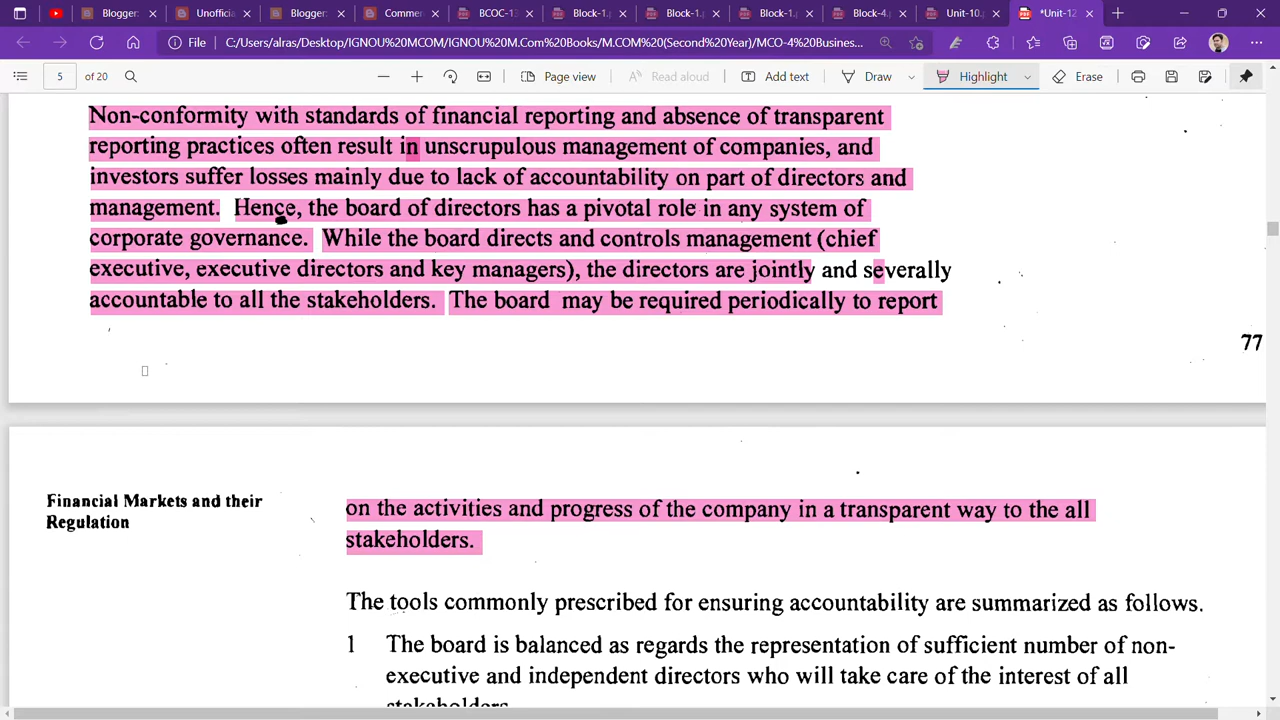 Blogger
Unoffici
Blogger
Commer
BCOC-13
Block-1.p
Block-1.p
Block-1.p
Block-4.p
Unit-10.p
*Unit-12
File
C:/Users/alras/Desktop/IGNOU%20MCOM/IGNOU%20M.Com%20Books/M.COM%20(Second%20Year)/MCO-4%20Business...
5 of 20
Page view
Read aloud
Add text
Draw
Highlight
Erase
Non-conformity with standards of financial reporting and absence of transparent
reporting practices often result in unscrupulous management of companies, and
investors suffer losses mainly due to lack of accountability on part of directors and
management. Hence, the board of directors has a pivotal role in any system of
corporate governance. While the board directs and controls management (chief
executive, executive directors and key managers), the directors are jointly and severally
accountable to all the stakeholders. The board may be required periodically to report
77
Financial Markets and their
Regulation
on the activities and progress of the company in a transparent way to the all
stakeholders.
The tools commonly prescribed for ensuring accountability are summarized as follows.
1 The board is balanced as regards the representation of sufficient number of non-
executive and independent directors who will take care of the interest of all
stakeholders